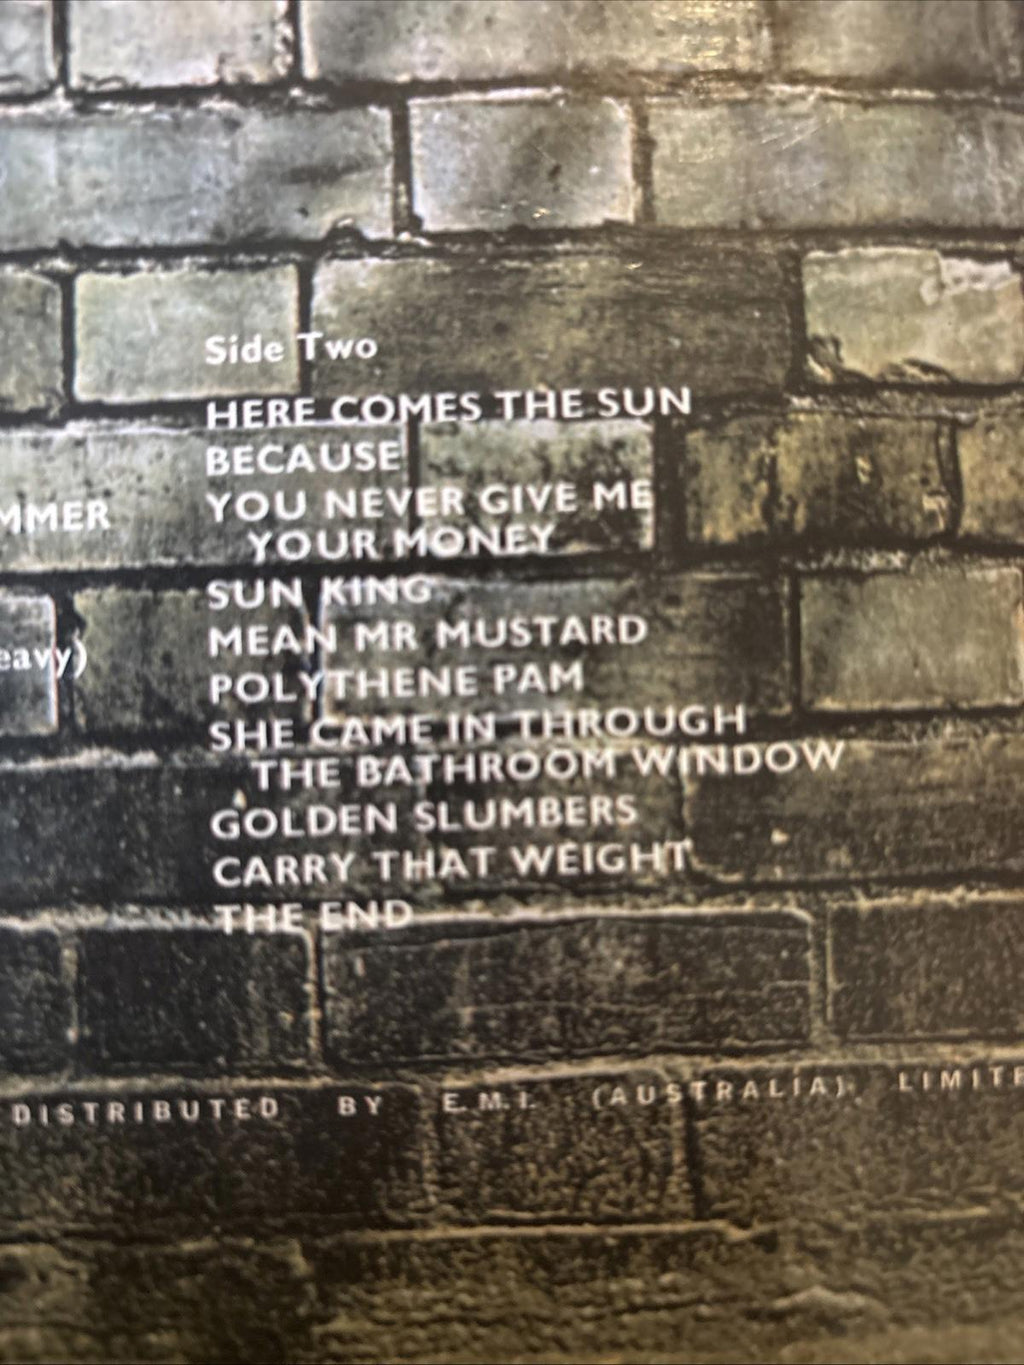 Side Two
HERE COMES THE SUN
BECAUSE
MMER
YOU NEVER GIVE ME
YOUR MONEY
SUN KING
MEAN MR MUSTARD
eavy)
POLYTHENE PAM
SHE CAME IN THROUGH
THE BATHROOM WINDOW
GOLDEN SLUMBERS
CARRY THAT WEIGHT
THE END
DISTRIBUTED BY E.M.I. (AUSTRALIA), LIMITE